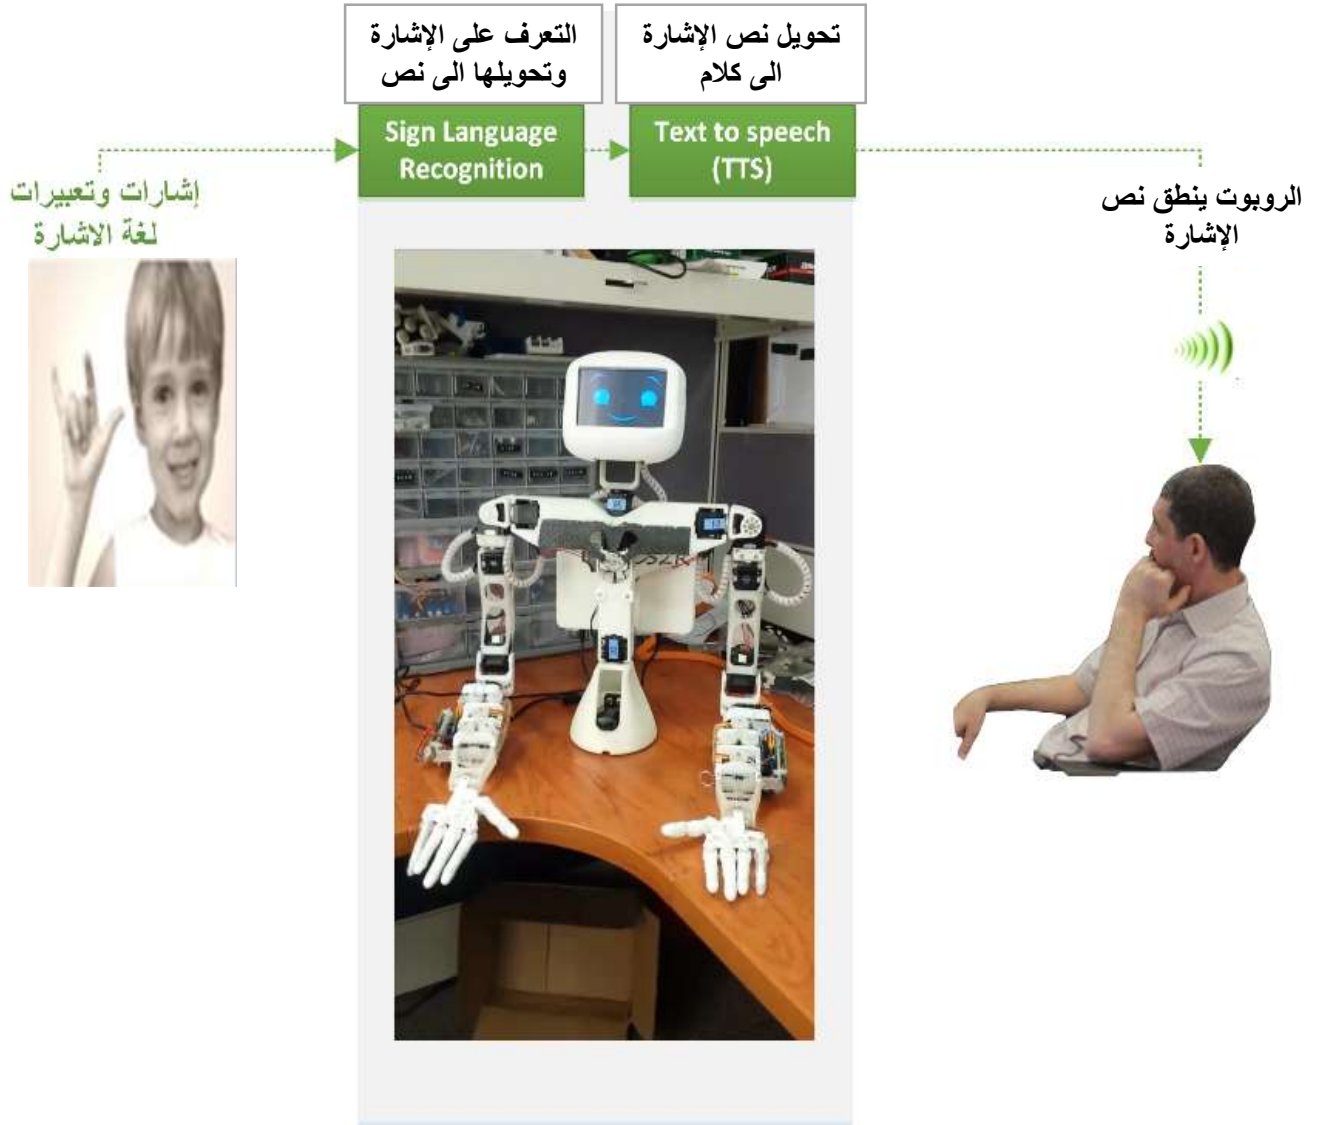 التعرف على الإشارة
وتحويلها الى نص
تحويل نص الإشارة
الى كلام
Sign Language
Recognition
Text to speech
(TTS)
إشارات وتعبيرات
لغة الاشارة
الروبوت ينطق نص
الإشارة